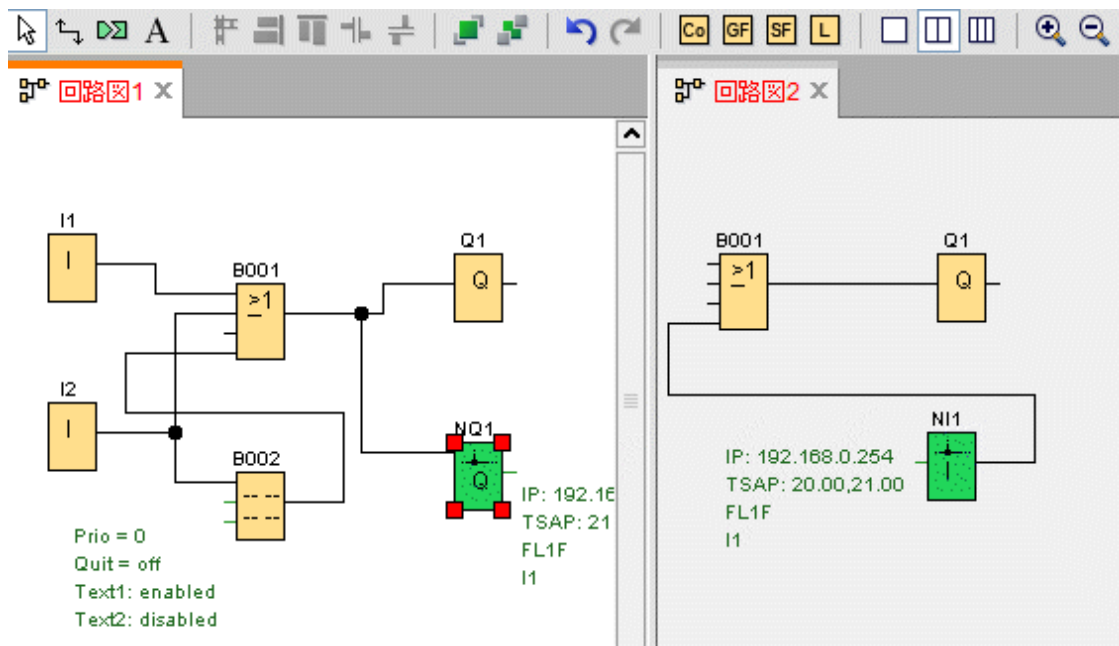 A
Co GF SF L
回路図1
回路図2
I1
I
B001
>1
Q1
Q
I2
I
B002
NQ1
Q
IP: 192.16
TSAP: 21
FL1F
I1
Prio = 0
Quit = off
Text1: enabled
Text2: disabled
B001
>1
Q1
Q
NI1
I
IP: 192.168.0.254
TSAP: 20.00,21.00
FL1F
I1